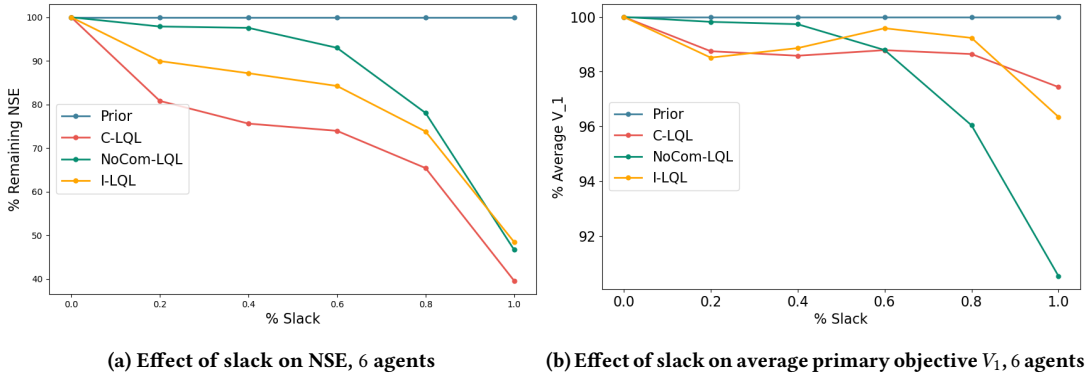 100
90
80
70
60
50
40
% Remaining NSE
Prior
C-LQL
NoCom-LQL
I-LQL
0.0 0.2 0.4 0.6 0.8 1.0
% Slack
(a) Effect of slack on NSE, 6 agents
100
98
96
94
92
% Average V_1
Prior
C-LQL
NoCom-LQL
I-LQL
0.0 0.2 0.4 0.6 0.8 1.0
% Slack
(b) Effect of slack on average primary objective V₁, 6 agents